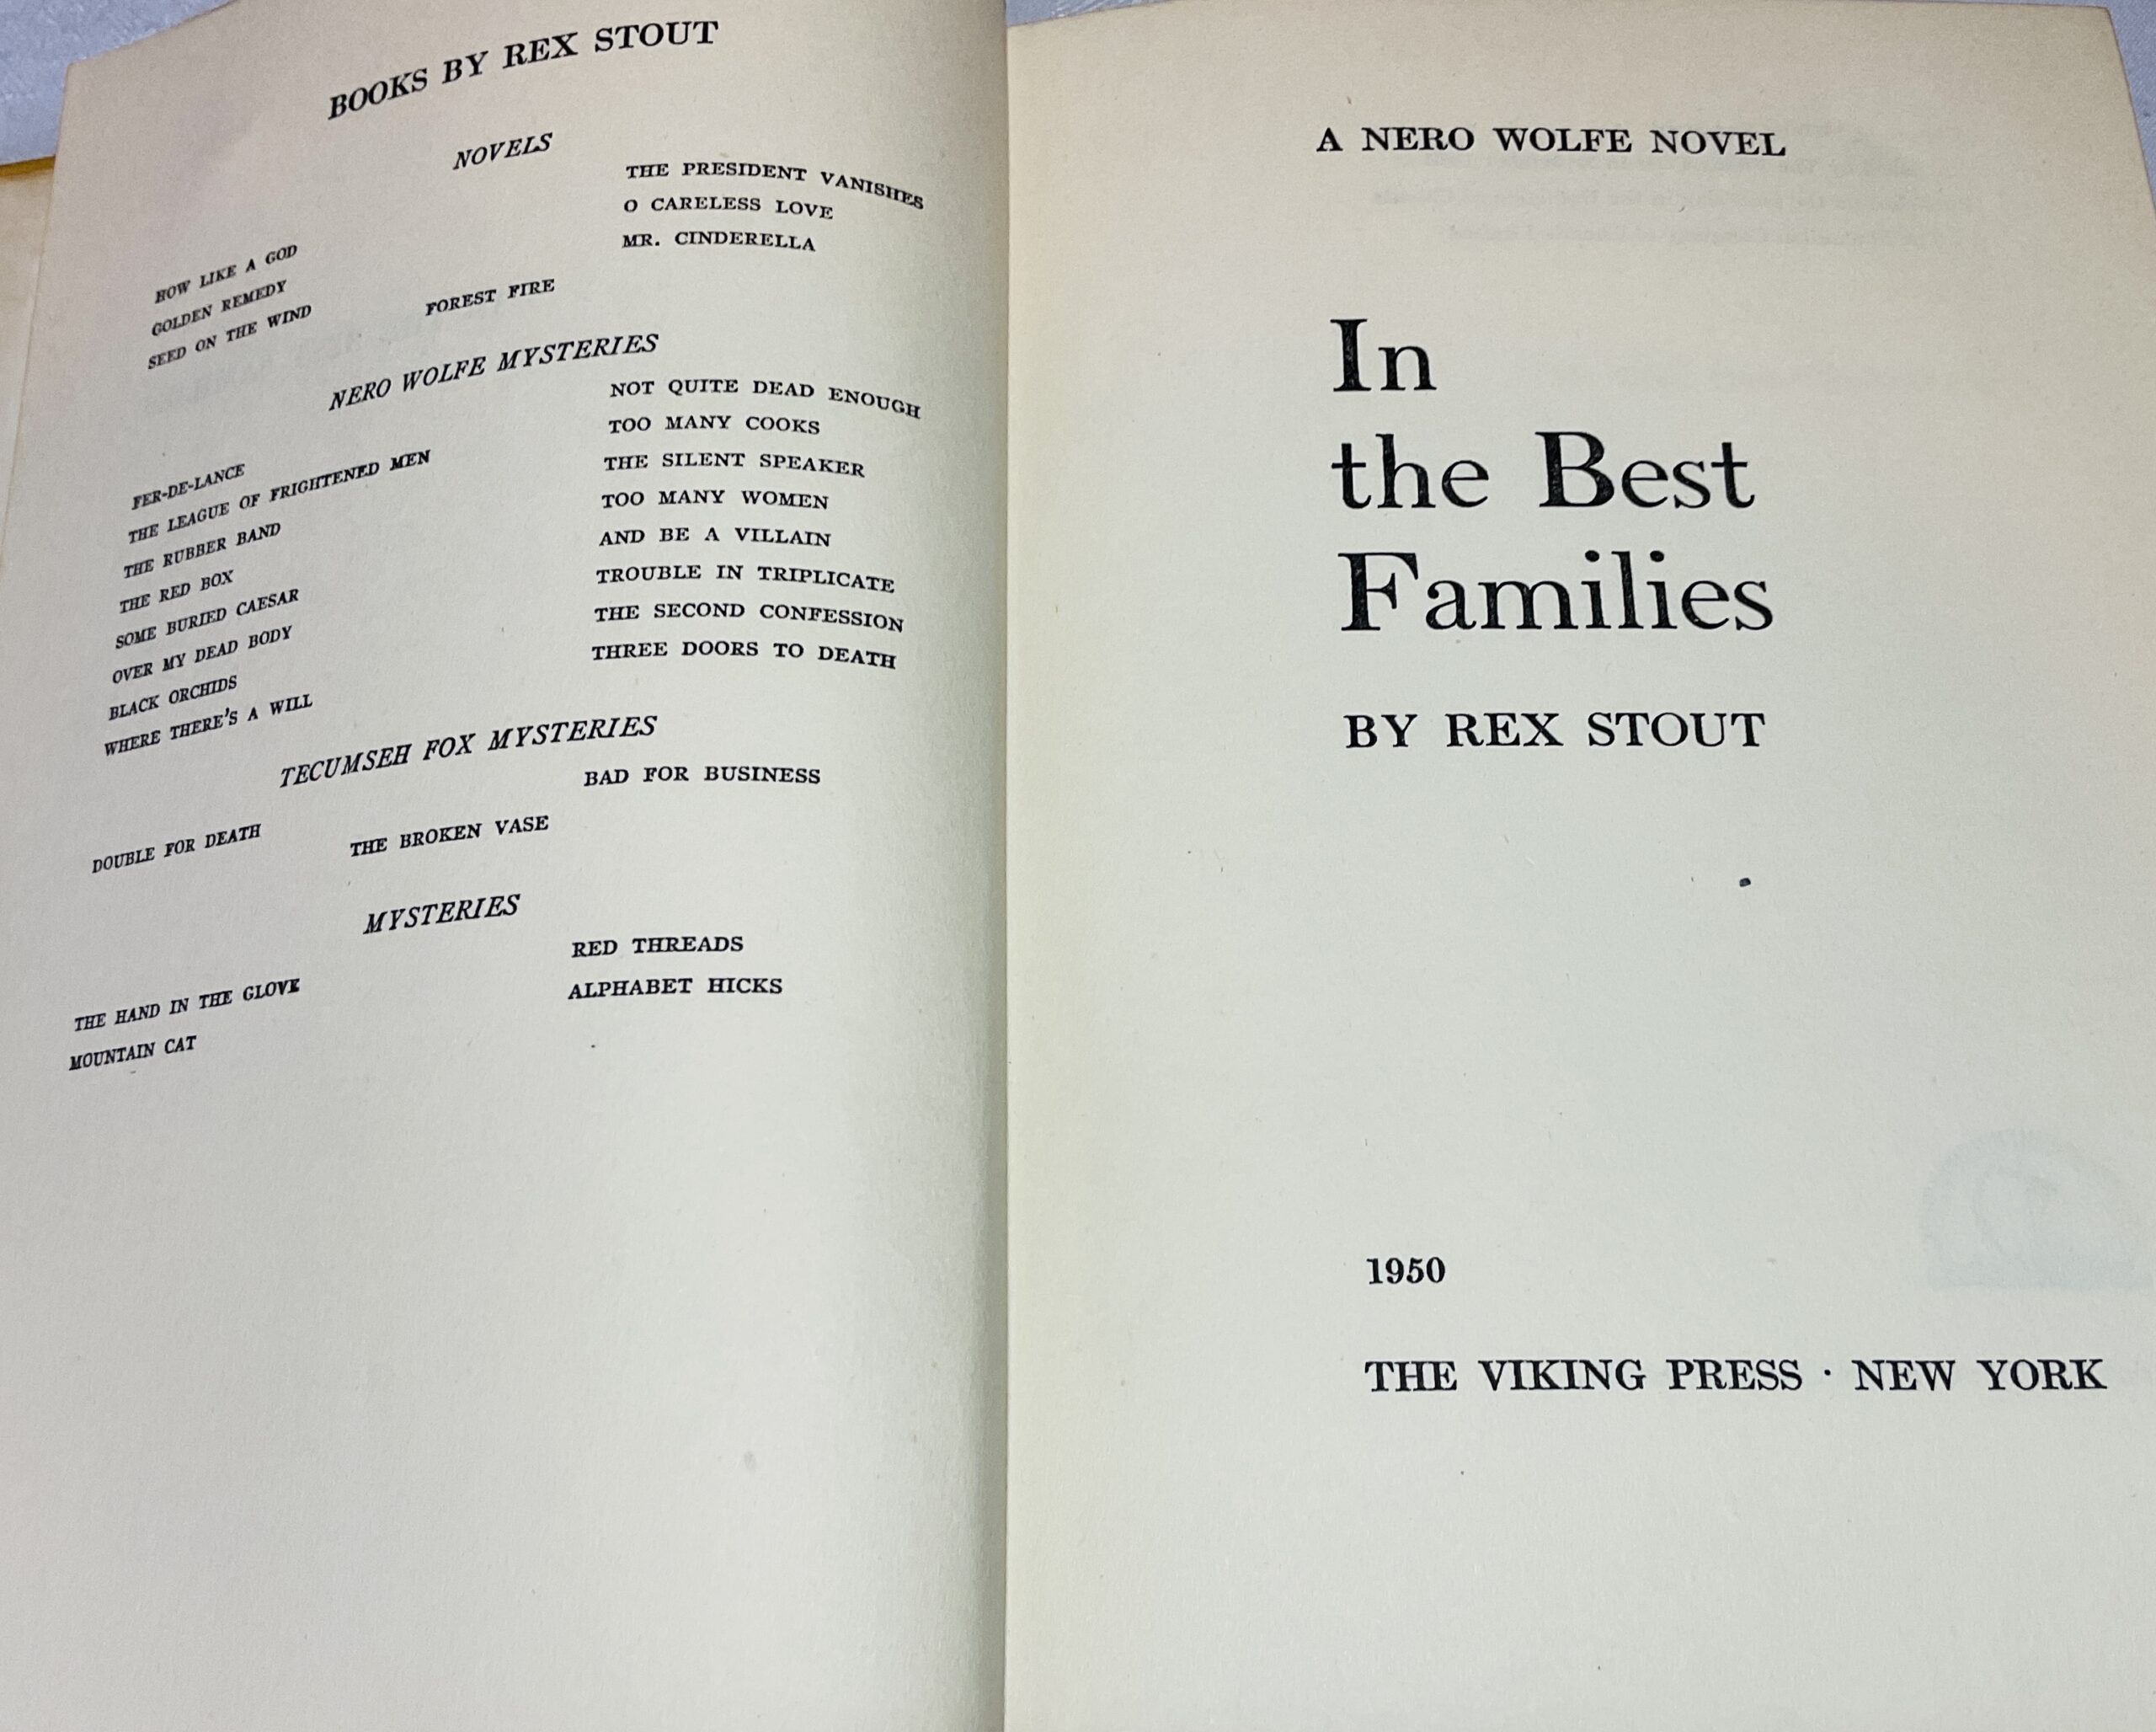 BOOKS BY REX STOUT
NOVELS
HOW LIKE A GOD
GOLDEN REMEDY
SEED ON THE WIND
THE PRESIDENT VANISHES
O CARELESS LOVE
MR. CINDERELLA
FOREST FIRE
NERO WOLFE MYSTERIES
FER-DE-LANCE
THE LEAGUE OF FRIGHTENED MEN
THE RUBBER BAND
THE RED BOX
SOME BURIED CAESAR
OVER MY DEAD BODY
BLACK ORCHIDS
WHERE THERE'S A WILL
NOT QUITE DEAD ENOUGH
TOO MANY COOKS
THE SILENT SPEAKER
TOO MANY WOMEN
AND BE A VILLAIN
TROUBLE IN TRIPLICATE
THE SECOND CONFESSION
THREE DOORS TO DEATH
TECUMSEH FOX MYSTERIES
DOUBLE FOR DEATH
BAD FOR BUSINESS
THE BROKEN VASE
MYSTERIES
THE HAND IN THE GLOVE
MOUNTAIN CAT
RED THREADS
ALPHABET HICKS
A NERO WOLFE NOVEL
In
the Best
Families
BY REX STOUT
1950
THE VIKING PRESS · NEW YORK